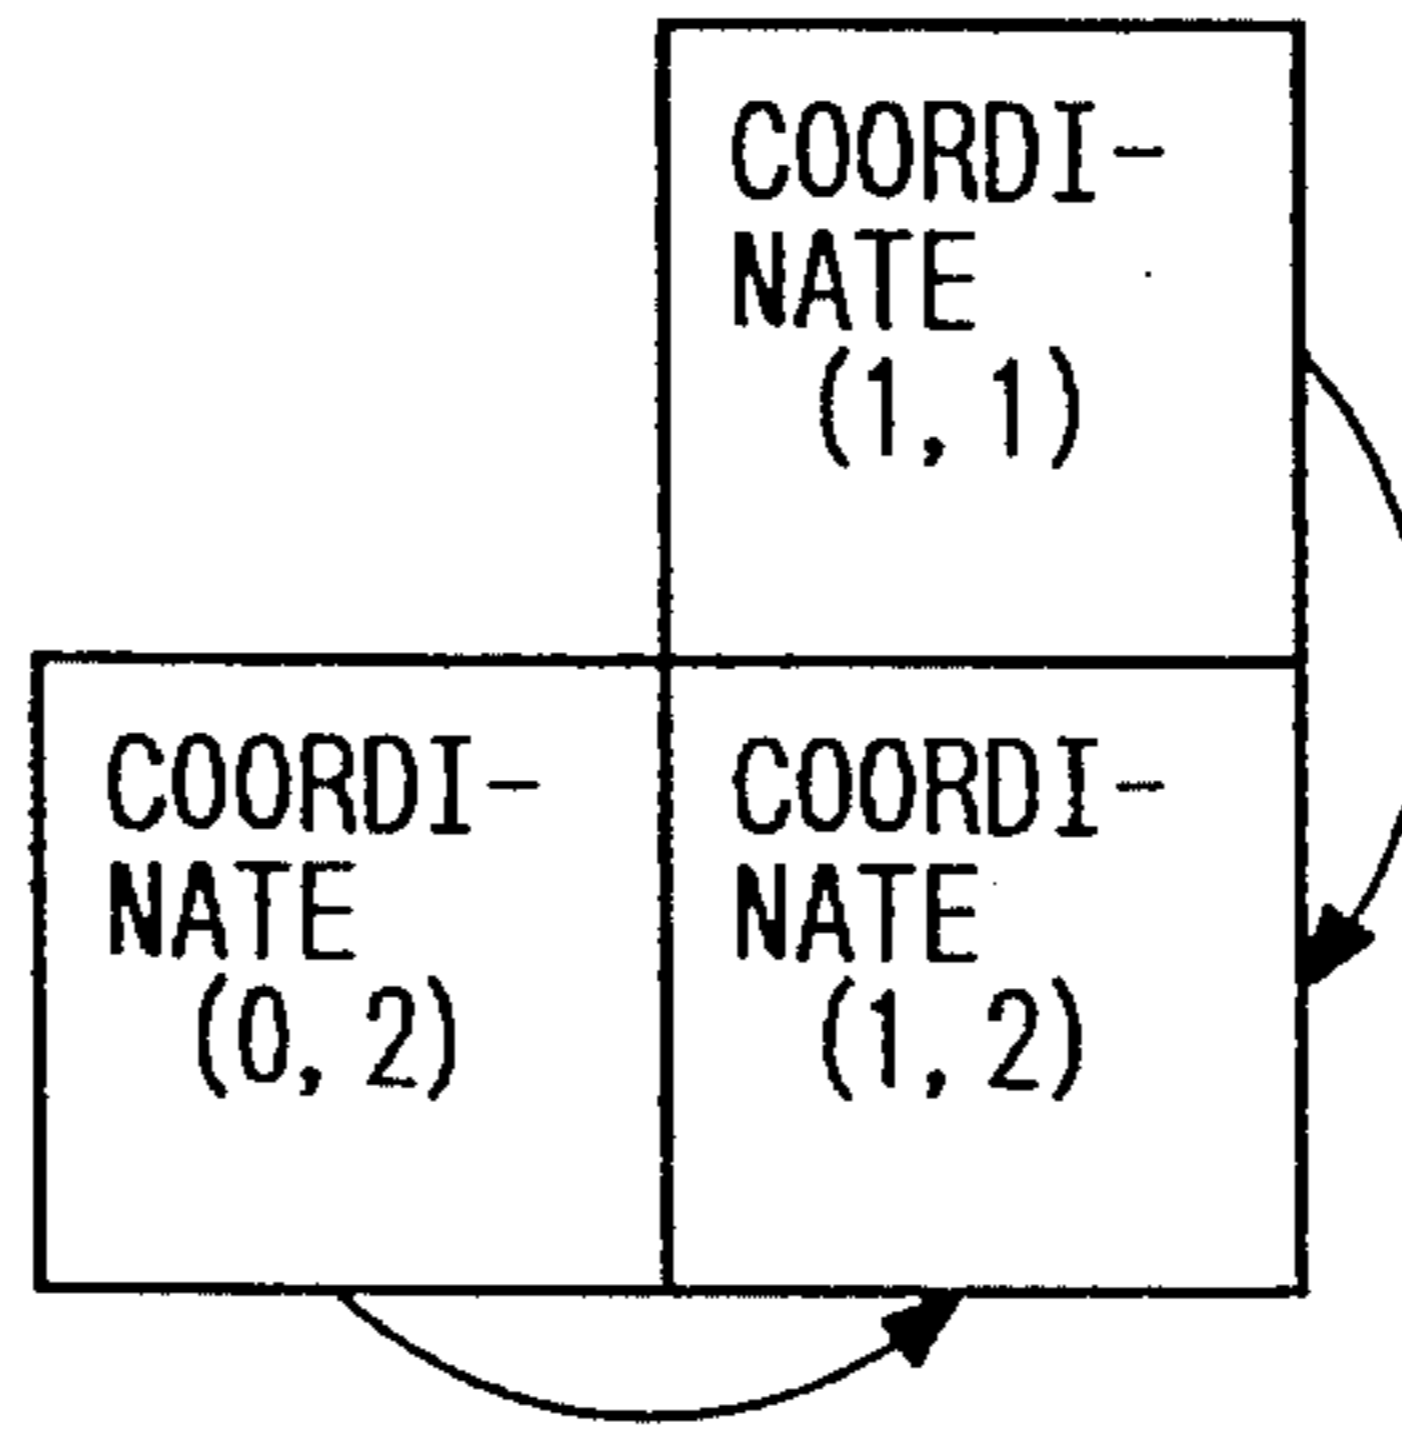 COORDI-
NATE
(1, 1)
COORDI-
NATE
(0, 2)
COORDI-
NATE
(1, 2)